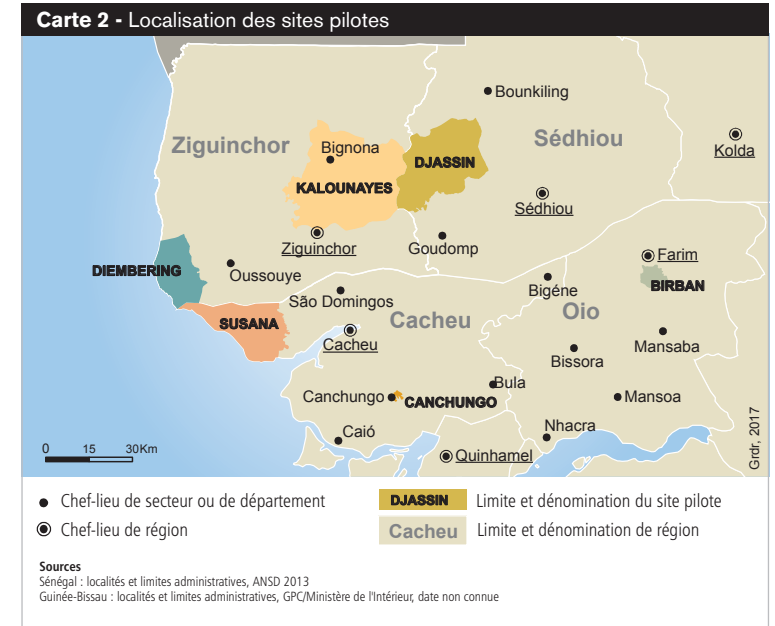 Carte 2 - Localisation des sites pilotes
Bounkiling
Ziguinchor
Sédhiou
Kolda
Bignona
DJASSIN
KALOUNAYES
Sédhiou
Ziguinchor
Goudomp
Farim
DIEMBERING
Oussouye
BIRBAN
Bigéne
São Domingos
Oio
SUSANA
Cacheu
Cacheu
Mansaba
Bissora
Bula
Canchungo
CANCHUNGO
Mansoa
Caió
Nhacra
Quinhamel
0 15 30Km
Grdr, 2017
Chef-lieu de secteur ou de département
DJASSIN Limite et dénomination du site pilote
Chef-lieu de région
Cacheu Limite et dénomination de région
Sources
Sénégal : localités et limites administratives, ANSD 2013
Guinée-Bissau : localités et limites administratives, GPC/Ministère de l'Intérieur, date non connue